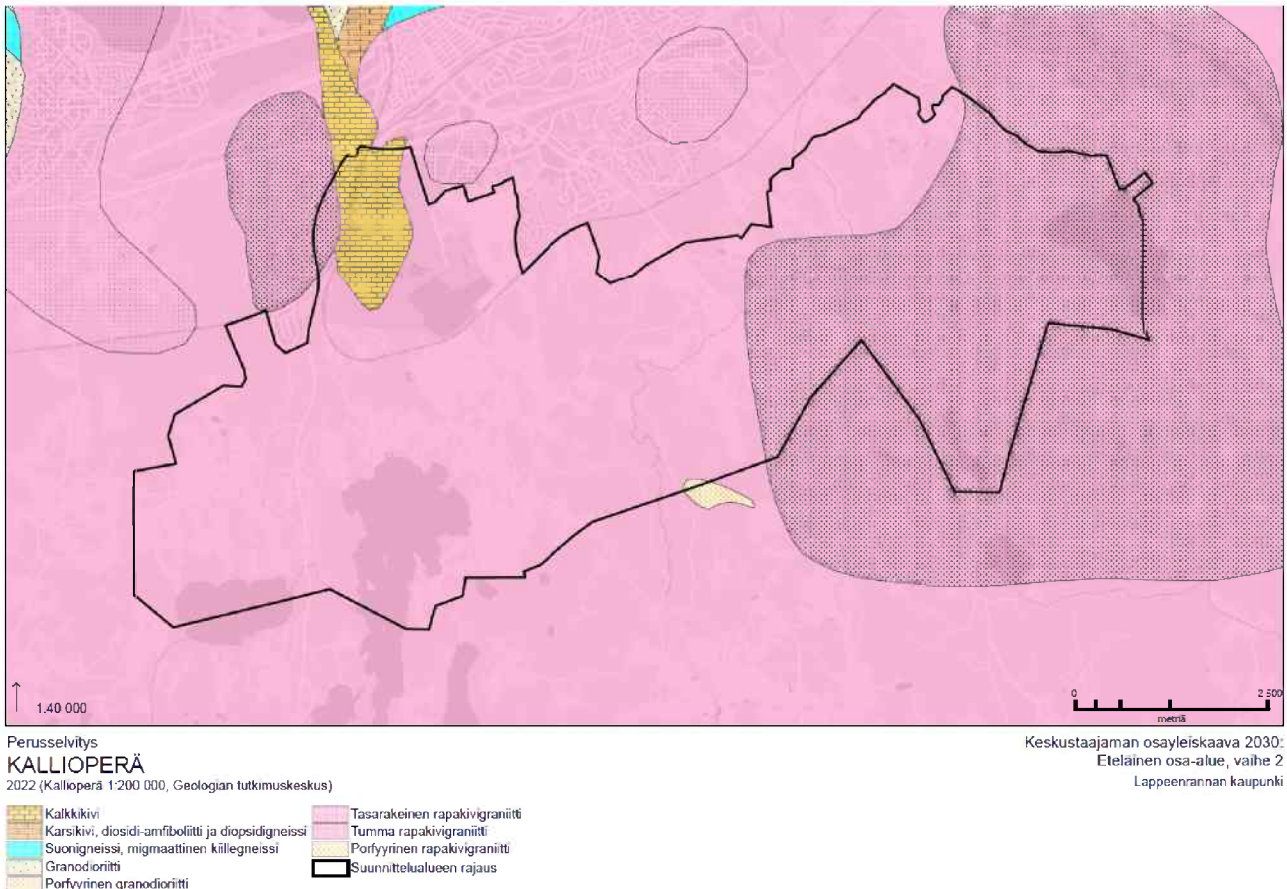 1:40 000
0 2 500
metriä
Perusselvitys
KALLIOPERÄ
2022 (Kallioperä 1:200 000, Geologian tutkimuskeskus)
Keskustaajaman osayleiskaava 2030:
Eteläinen osa-alue, vaihe 2
Lappeenrannan kaupunki
Kalkkikivi
Karsikivi, diosidi-amfiboliitti ja diopsidigneissi
Suonigneissi, migmaattinen kiillegneissi
Granodioriitti
Porfyyrinen granodioriitti
Tasarakeinen rapakivigraniitti
Tumma rapakivigraniitti
Porfyyrinen rapakivigraniitti
Suunnittelualueen rajaus